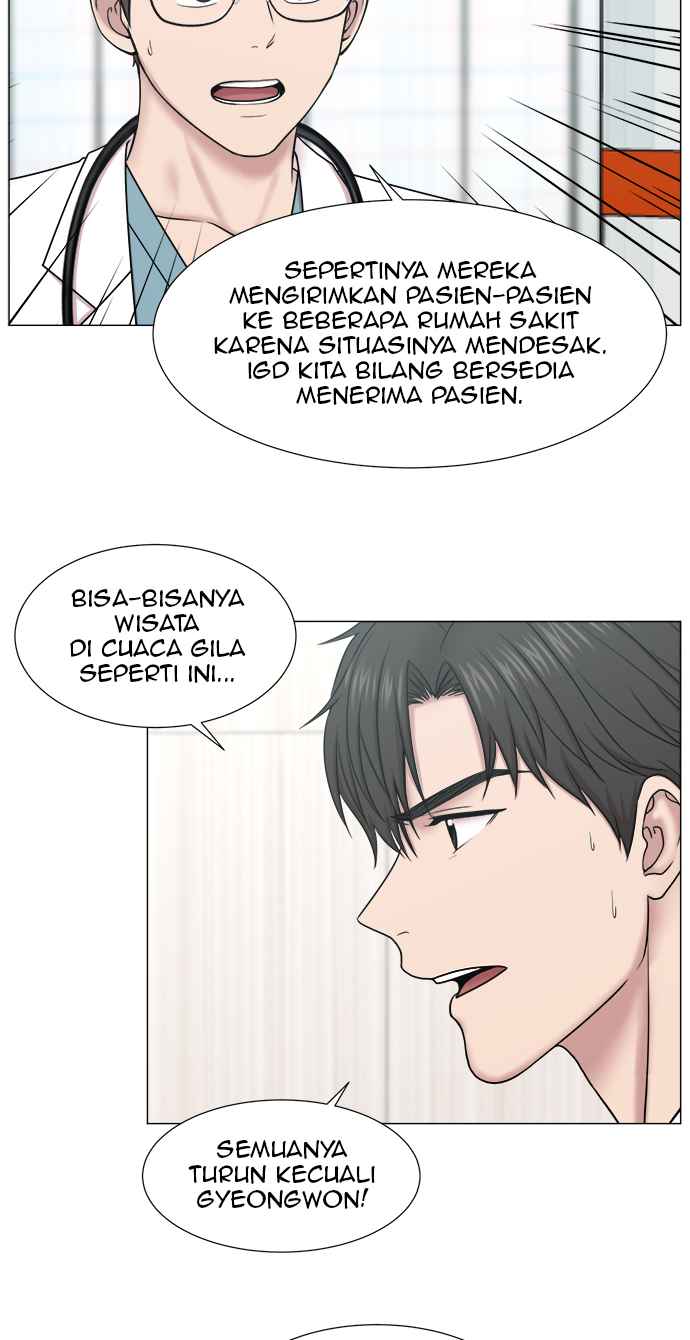 SEPERTINYA MEREKA
MENGIRIMKAN PASIEN-PASIEN
KE BEBERAPA RUMAH SAKIT
KARENA SITUASINYA MENDESAK.
IGD KITA BILANG BERSEDIA
MENERIMA PASIEN.
BISA-BISANYA
WISATA
DI CUACA GILA
SEPERTI INI...
SEMUANYA
TURUN KECUALI
GYEONGWON!